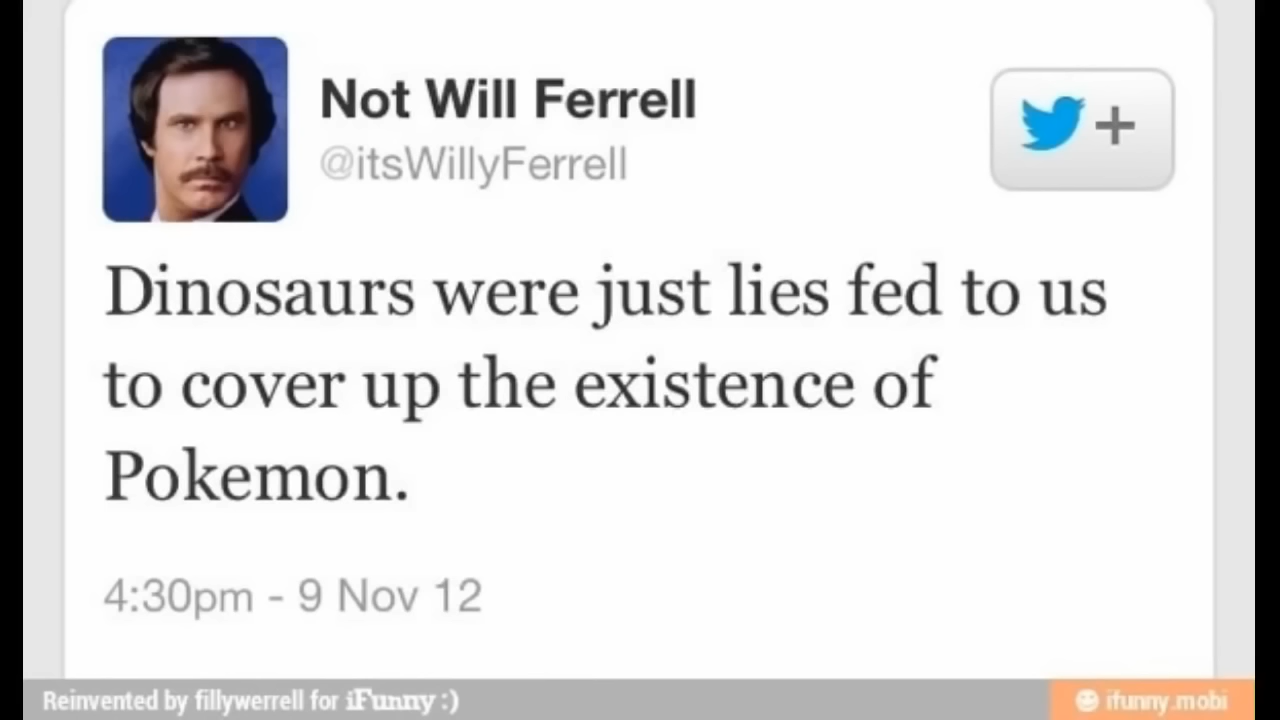 Not Will Ferrell
@itsWillyFerrell
Dinosaurs were just lies fed to us
to cover up the existence of
Pokemon.
4:30pm - 9 Nov 12
Reinvented by fillywerrell for iFunny :)
ifunny.mobi